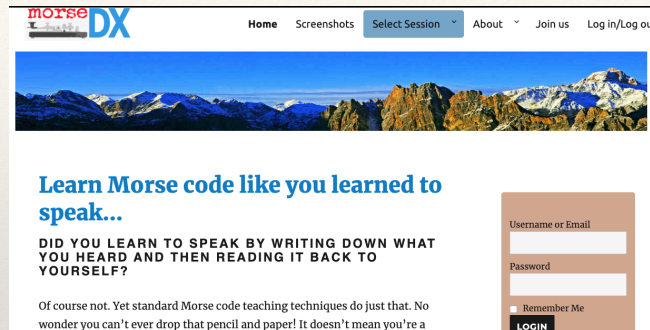 morse DX
Home Screenshots Select Session About Join us Log in/Log ou
Learn Morse code like you learned to
speak...
DID YOU LEARN TO SPEAK BY WRITING DOWN WHAT
YOU HEARD AND THEN READING IT BACK TO
YOURSELF?
Of course not. Yet standard Morse code teaching techniques do just that. No
wonder you can't ever drop that pencil and paper! It doesn't mean you're a
Username or Email
Password
Remember Me
LOGIN